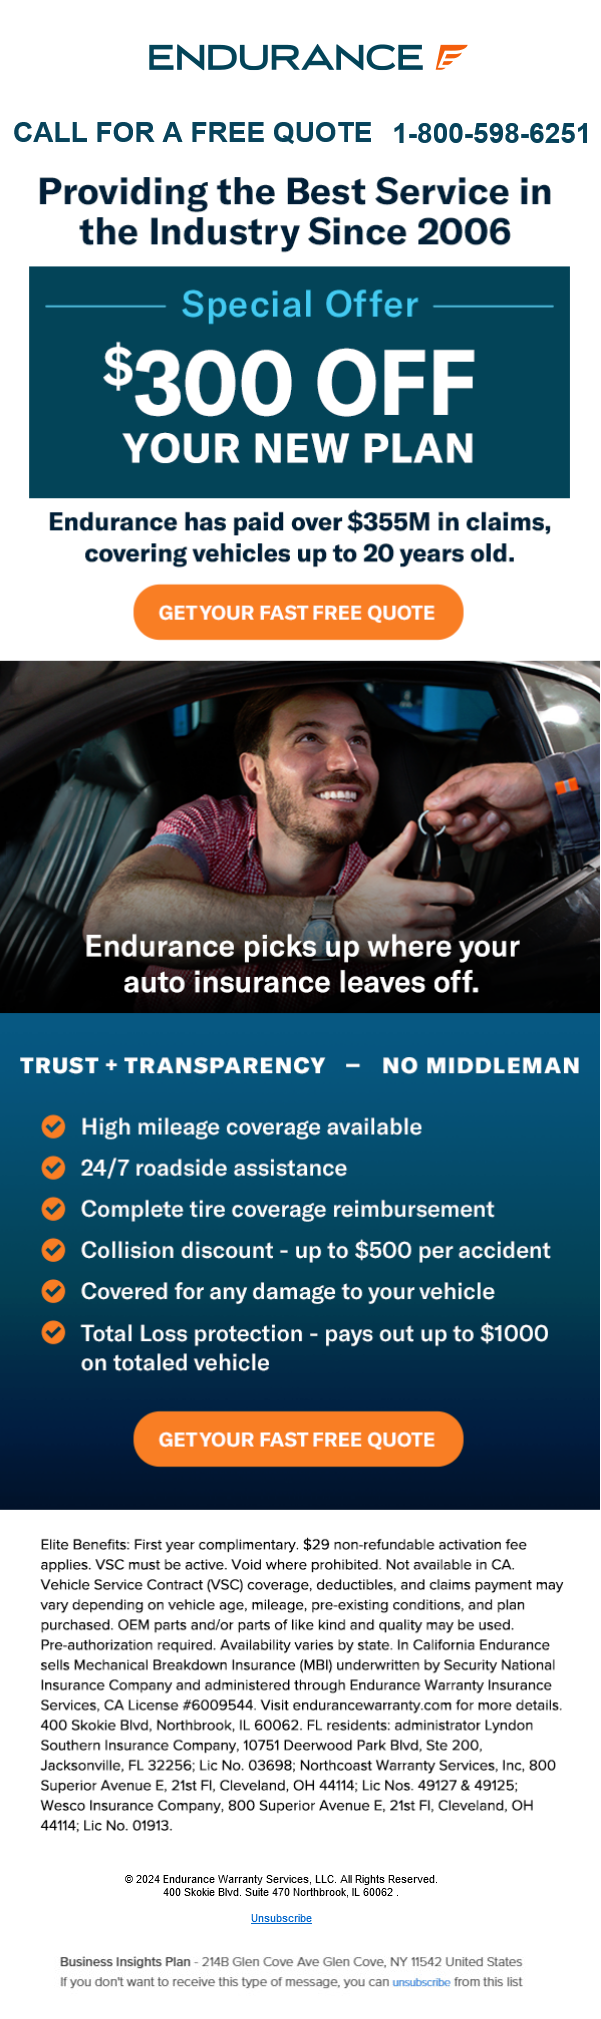 ENDURANCE
CALL FOR A FREE QUOTE 1-800-598-6251
Providing the Best Service in
the Industry Since 2006
Special Offer
$300 OFF
YOUR NEW PLAN
Endurance has paid over $355M in claims,
covering vehicles up to 20 years old.
GET YOUR FAST FREE QUOTE
Endurance picks up where your
auto insurance leaves off.
TRUST + TRANSPARENCY – NO MIDDLEMAN
High mileage coverage available
24/7 roadside assistance
Complete tire coverage reimbursement
Collision discount - up to $500 per accident
Covered for any damage to your vehicle
Total Loss protection - pays out up to $1000
on totaled vehicle
GET YOUR FAST FREE QUOTE
Elite Benefits: First year complimentary. $29 non-refundable activation fee
applies. VSC must be active. Void where prohibited. Not available in CA.
Vehicle Service Contract (VSC) coverage, deductibles, and claims payment may
vary depending on vehicle age, mileage, pre-existing conditions, and plan
purchased. OEM parts and/or parts of like kind and quality may be used.
Pre-authorization required. Availability varies by state. In California Endurance
sells Mechanical Breakdown Insurance (MBI) underwritten by Security National
Insurance Company and administered through Endurance Warranty Insurance
Services, CA License #6009544. Visit endurancewarranty.com for more details.
400 Skokie Blvd, Northbrook, IL 60062. FL residents: administrator Lyndon
Southern Insurance Company, 10751 Deerwood Park Blvd, Ste 200,
Jacksonville, FL 32256; Lic No. 03698; Northcoast Warranty Services, Inc, 800
Superior Avenue E, 21st Fl, Cleveland, OH 44114; Lic Nos. 49127 & 49125;
Wesco Insurance Company, 800 Superior Avenue E, 21st Fl, Cleveland, OH
44114; Lic No. 01913.
© 2024 Endurance Warranty Services, LLC. All Rights Reserved.
400 Skokie Blvd. Suite 470 Northbrook, IL 60062 .
Unsubscribe
Business Insights Plan - 214B Glen Cove Ave Glen Cove, NY 11542 United States
If you don't want to receive this type of message, you can unsubscribe from this list